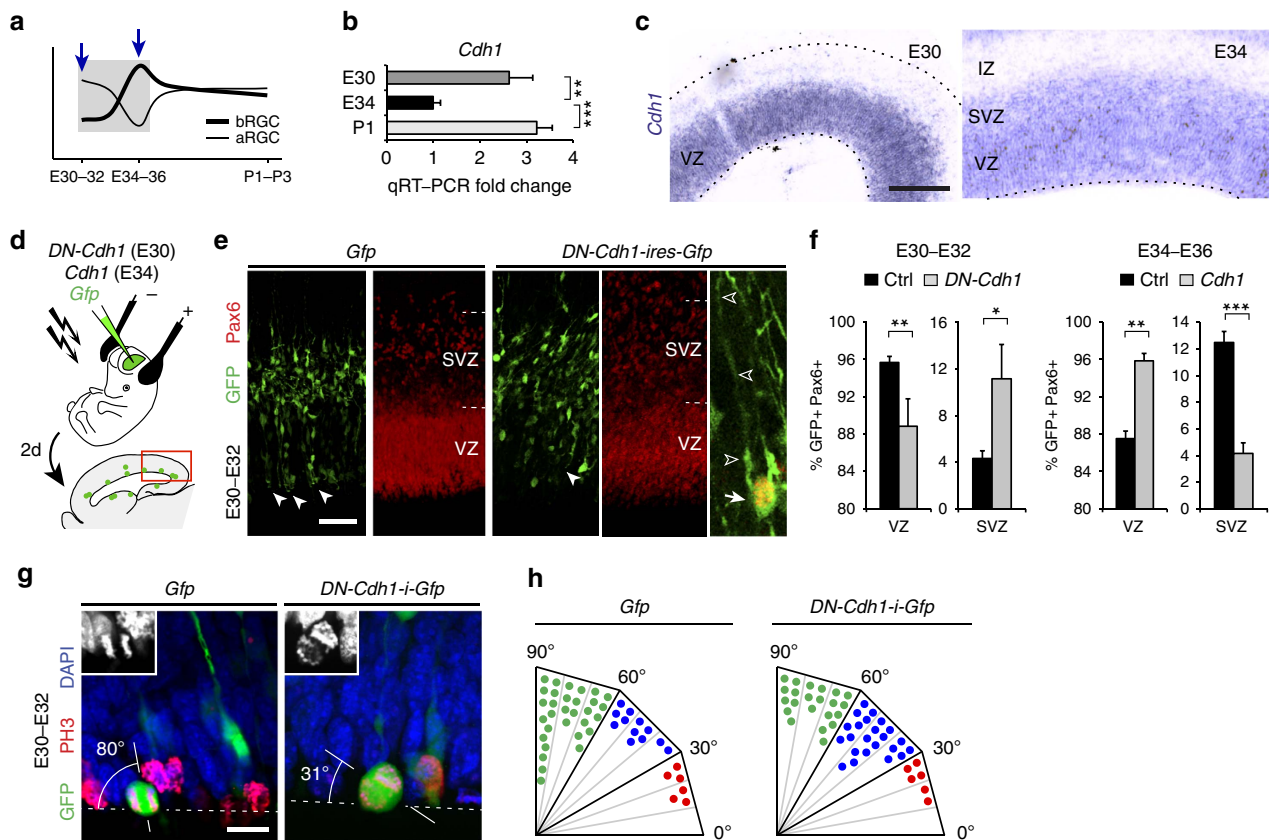 a
bRGC
aRGC
E30–32
E34–36
P1–P3
b
Cdh1
E30
E34
P1
**
***
0
1
2
3
4
qRT–PCR fold change
c
Cdh1
E30
VZ
E34
IZ
SVZ
VZ
d
DN-Cdh1 (E30)
Cdh1 (E34)
Gfp
–
+
2d
e
Gfp
DN-Cdh1-ires-Gfp
E30–E32 GFP Pax6
SVZ
VZ
SVZ
VZ
f
E30–E32
Ctrl DN-Cdh1
% GFP+ Pax6+
100
96
92
88
84
80
**
VZ
16
12
8
4
0
*
SVZ
E34–E36
Ctrl Cdh1
% GFP+ Pax6+
100
96
92
88
84
80
**
VZ
14
12
10
8
6
4
2
0
***
SVZ
g
Gfp
DN-Cdh1-i-Gfp
E30–E32
GFP PH3 DAPI
80°
31°
h
Gfp
90°
60°
30°
0°
DN-Cdh1-i-Gfp
90°
60°
30°
0°